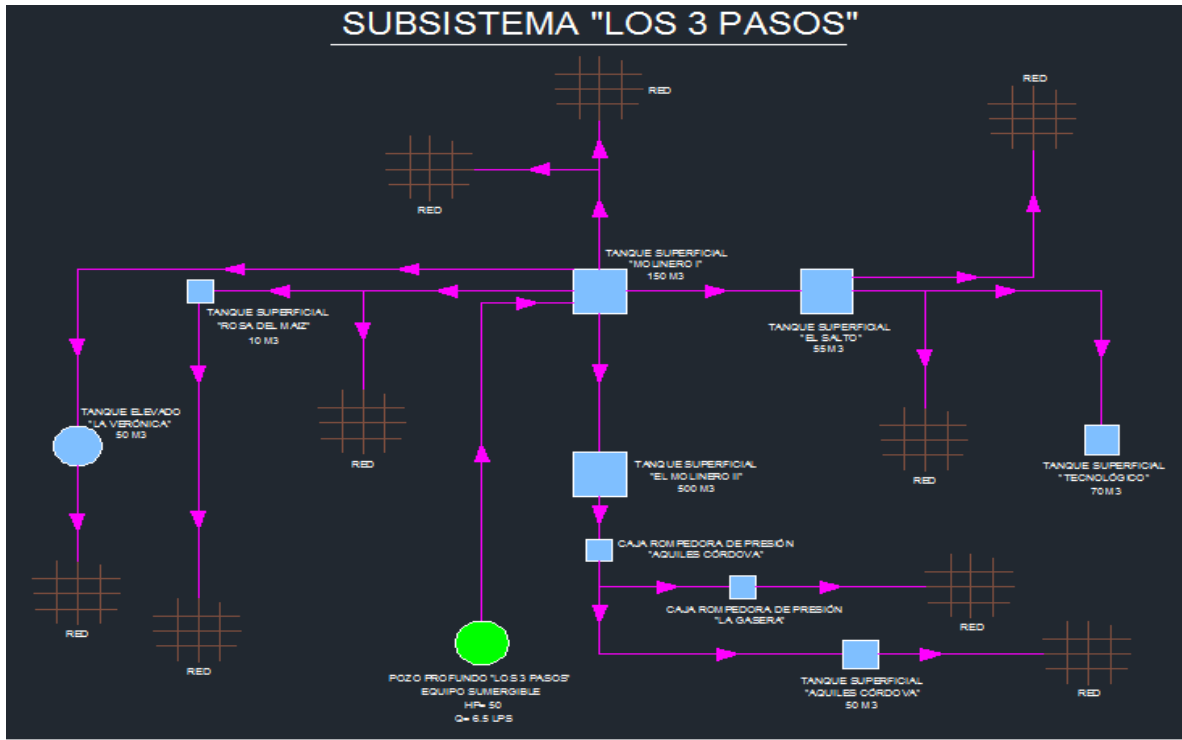 SUBSISTEMA "LOS 3 PASOS"
RED
RED
RED
TANQUE SUPERFICIAL
"MOLINERO I"
150 M3
TANQUE SUPERFICIAL
"ROSA DEL MAIZ"
10 M3
TANQUE SUPERFICIAL
"EL SALTO"
55 M3
TANQUE ELEVADO
"LA VERÓNICA"
50 M3
RED
TANQUE SUPERFICIAL
"EL MOLINERO II"
500 M3
RED
TANQUE SUPERFICIAL
"TECNOLÓGICO"
70 M3
CAJA ROMPEDORA DE PRESIÓN
"AQUILES CÓRDOVA"
CAJA ROMPEDORA DE PRESIÓN
"LA GASERA"
RED
RED
RED
POZO PROFUNDO "LOS 3 PASOS"
EQUIPO SUMERGIBLE
HP= 50
Q= 6.5 LPS
TANQUE SUPERFICIAL
"AQUILES CÓRDOVA"
50 M3
RED